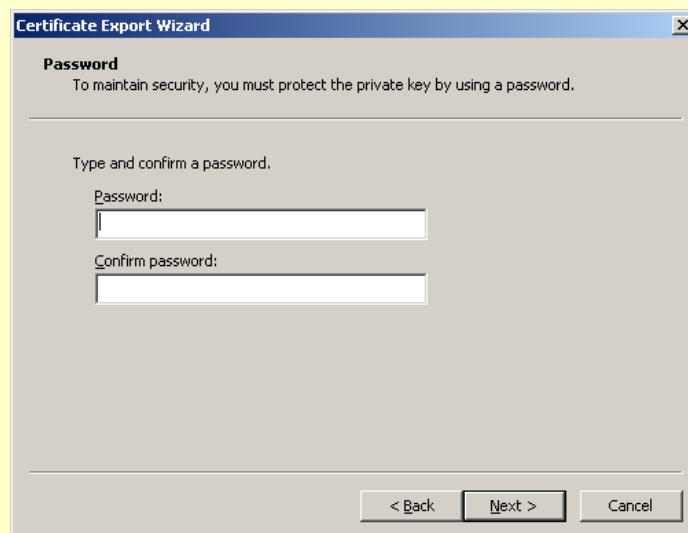 Certificate Export Wizard
Password
To maintain security, you must protect the private key by using a password.
Type and confirm a password.
Password:
Confirm password:
< Back Next > Cancel